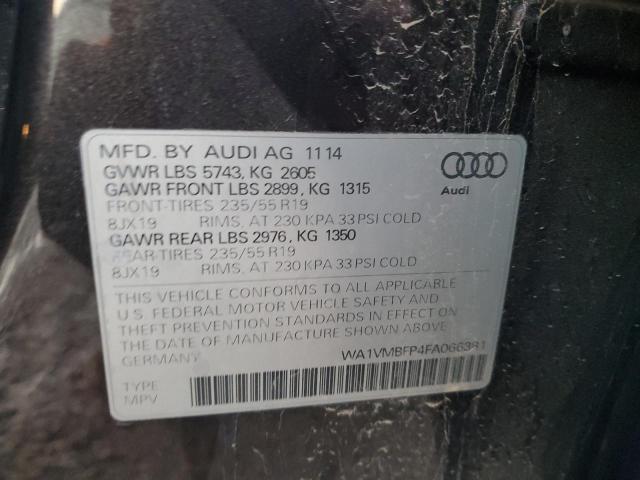 MFD. BY AUDI AG 1114
GVWR LBS 5743, KG 2605
GAWR FRONT LBS 2899, KG 1315
FRONT-TIRES 235/55 R19
8JX19 RIMS, AT 230 KPA 33 PSI COLD
GAWR REAR LBS 2976, KG 1350
REAR-TIRES 235/55 R19
8JX19 RIMS, AT 230 KPA 33 PSI COLD
Audi
THIS VEHICLE CONFORMS TO ALL APPLICABLE
U.S. FEDERAL MOTOR VEHICLE SAFETY AND
THEFT PREVENTION STANDARDS IN EFFECT ON
THE DATE OF MANUFACTURE SHOWN ABOVE.
GERMANY WA1VMBFP4FA066381
TYPE
MPV